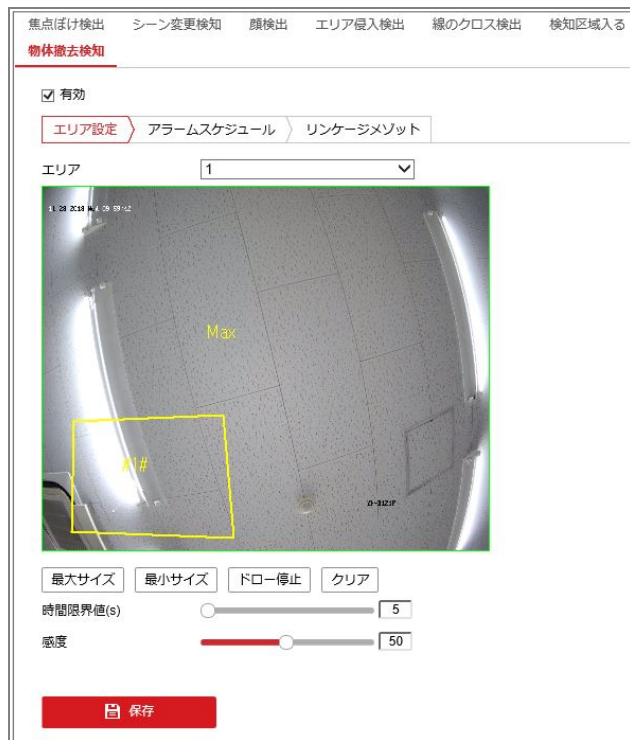 焦点ぼけ検出 シーン変更検知 顔検出 エリア侵入検出 線のクロス検出 検知区域入る
物体撤去検知
有効
エリア設定 アラームスケジュール リンケージメゾット
エリア 1
Max
#1#
最大サイズ 最小サイズ ドロー停止 クリア
時間限界値(s) 5
感度 50
保存